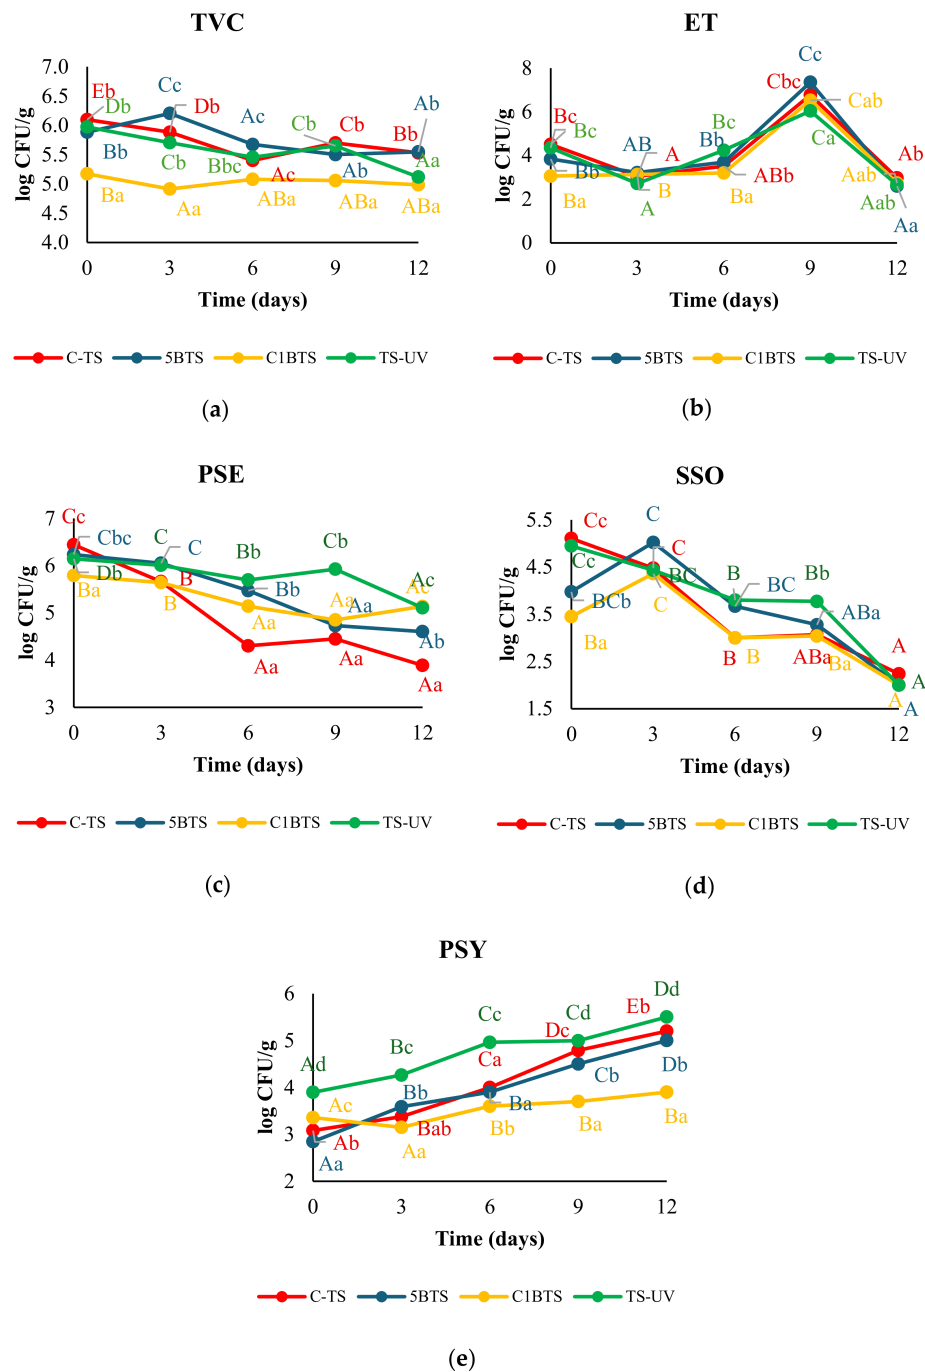 TVC
7.0
6.5
6.0
5.5
5.0
4.5
4.0
log CFU/g
Eb
Db
Bb
Ba
Cc
Db
Cb
Aa
Ac
Bbc
Ac
ABa
Cb
Cb
Ab
ABa
Ab
Bb
Aa
ABa
0 3 6 9 12
Time (days)
C-TS 5BTS C1BTS TS-UV
(a)
ET
8
6
4
2
0
log CFU/g
Bc
Bc
Bb
Ba
AB
A
B
A
Bc
Bb
ABb
Ba
Cc
Cbc
Cab
Ca
Ab
Aab
Aab
Aa
0 3 6 9 12
Time (days)
C-TS 5BTS C1BTS TS-UV
(b)
PSE
7
6
5
4
3
log CFU/g
Cc
Cbc
Db
Ba
C
C
B
B
Bb
Bb
Aa
Aa
Cb
Aa
Aa
Aa
Ac
Ac
Ab
Aa
0 3 6 9 12
Time (days)
C-TS 5BTS C1BTS TS-UV
(c)
SSO
5.5
4.5
3.5
2.5
1.5
log CFU/g
Cc
Cc
BCb
Ba
C
C
BC
C
B
BC
B
B
Bb
ABa
ABa
Ba
A
A
A
A
0 3 6 9 12
Time (days)
C-TS 5BTS C1BTS TS-UV
(d)
PSY
6
5
4
3
2
log CFU/g
Ad
Ac
Ab
Aa
Bc
Bb
Bab
Aa
Cc
Ca
Ba
Bb
Cd
Dc
Cb
Ba
Dd
Eb
Db
Ba
0 3 6 9 12
Time (days)
C-TS 5BTS C1BTS TS-UV
(e)